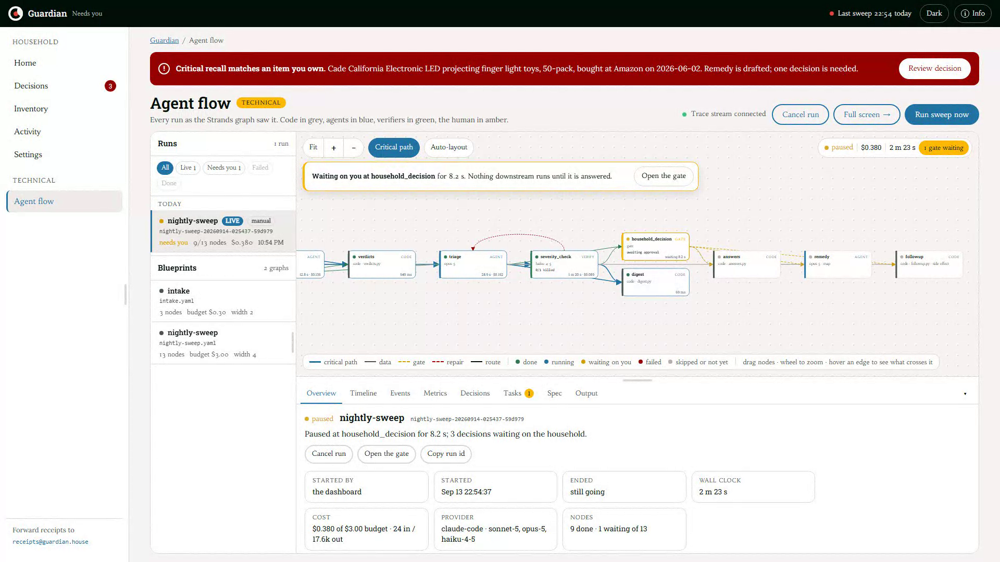 Guardian Needs you
Last sweep 22:54 today
Dark
Info
HOUSEHOLD
Home
Decisions 3
Inventory
Activity
Settings
TECHNICAL
Agent flow
Forward receipts to
receipts@guardian.house
Guardian / Agent flow
Critical recall matches an item you own. Cade California Electronic LED projecting finger light toys, 50-pack, bought at Amazon on 2026-06-02. Remedy is drafted; one decision is needed.
Review decision
Agent flow TECHNICAL
Every run as the Strands graph saw it. Code in grey, agents in blue, verifiers in green, the human in amber.
Trace stream connected
Cancel run
Full screen →
Run sweep now
Runs 1 run
All Live 1 Needs you 1 Failed
Done
TODAY
nightly-sweep LIVE manual
nightly-sweep-20260914-025437-59d979
needs you 9/13 nodes $0.380 10:54 PM
Blueprints 2 graphs
intake
intake.yaml
3 nodes budget $0.30 width 2
nightly-sweep
nightly-sweep.yaml
13 nodes budget $3.00 width 4
Fit + − Critical path Auto-layout
paused $0.380 2 m 23 s 1 gate waiting
Waiting on you at household_decision for 8.2 s. Nothing downstream runs until it is answered.
Open the gate
AGENT
12.8 s · $0.135
verdicts CODE
code · verdicts.py
549 ms
triage AGENT
opus 5
28.9 s · $0.152
severity_check VERIFY
haiku 4 5
0/1 killed
1 m 20 s · $0.089
household_decision GATE
gate
awaiting approval
waiting 8.2 s
digest CODE
code · digest.py
69 ms
answers CODE
code · answers.py
remedy AGENT
opus 5 · map
followup CODE
code · followup.py · side effect
critical path data gate repair route done running waiting on you failed skipped or not yet drag nodes · wheel to zoom · hover an edge to see what crosses it
Overview Timeline Events Metrics Decisions Tasks 1 Spec Output
paused nightly-sweep nightly-sweep-20260914-025437-59d979
Paused at household_decision for 8.2 s; 3 decisions waiting on the household.
Cancel run Open the gate Copy run id
STARTED BY
the dashboard
STARTED
Sep 13 22:54:37
ENDED
still going
WALL CLOCK
2 m 23 s
COST
$0.380 of $3.00 budget · 24 in /
17.6k out
PROVIDER
claude-code · sonnet-5, opus-5,
haiku-4-5
NODES
9 done · 1 waiting of 13